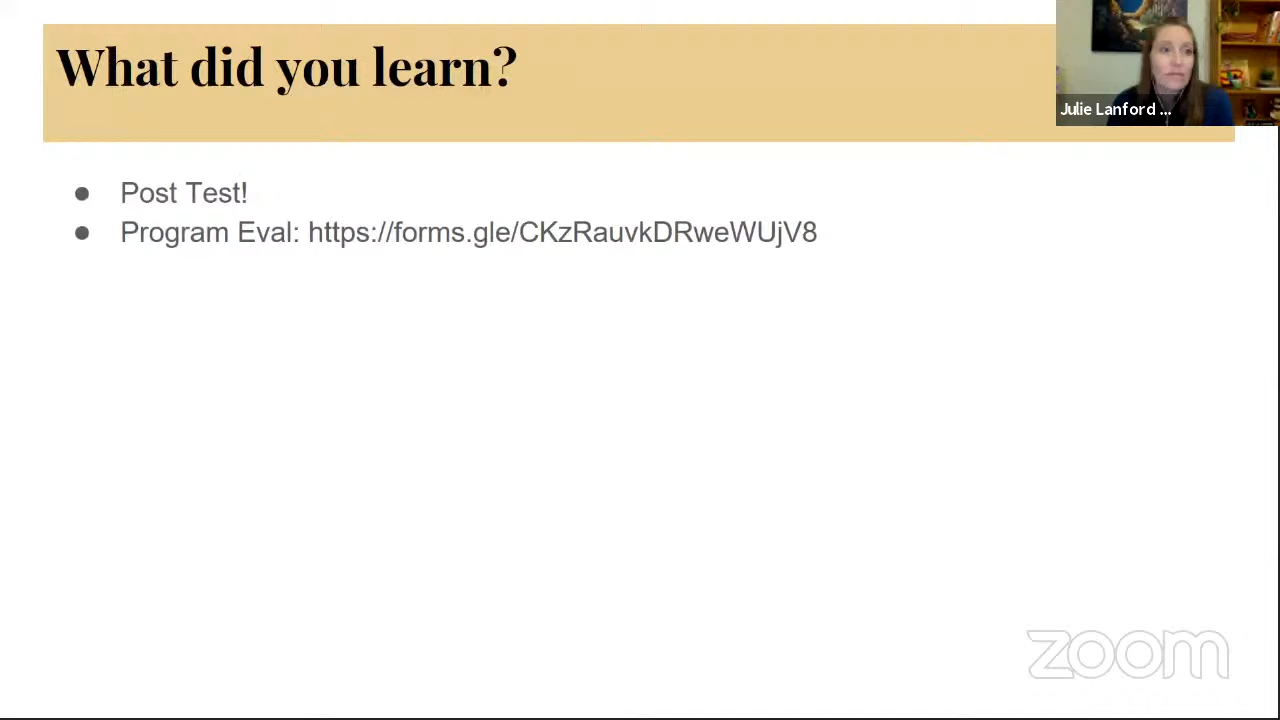 What did you learn?
Julie Lanford ...
● Post Test!
● Program Eval: https://forms.gle/CKzRauvkDRweWUjV8
zoom